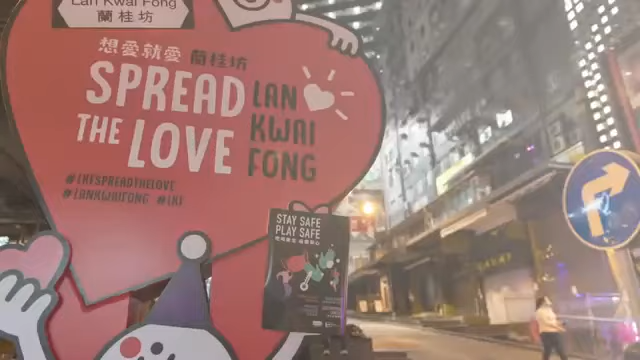 Lan Kwai Fong
蘭桂坊
想愛就愛 蘭桂坊
SPREAD
THE LOVE
LAN
KWAI
FONG
#LKFSPREADTHELOVE
#LANKWAIFONG #LKF
STAY SAFE
PLAY SAFE